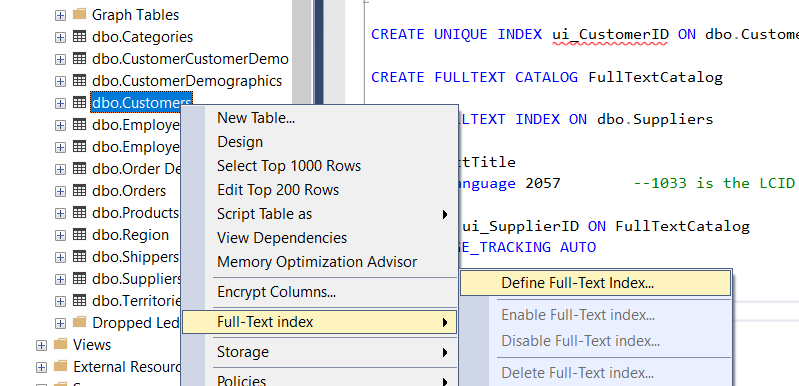 Graph Tables
dbo.Categories
dbo.CustomerCustomerDemo
dbo.CustomerDemographics
dbo.Customers
dbo.Employe
dbo.Employe
dbo.Order De
dbo.Orders
dbo.Products
dbo.Region
dbo.Shippers
dbo.Suppliers
dbo.Territorie
Dropped Led
Views
External Resourc
New Table...
Design
Select Top 1000 Rows
Edit Top 200 Rows
Script Table as
View Dependencies
Memory Optimization Advisor
Encrypt Columns...
Full-Text index
Storage
Policies
Define Full-Text Index...
Enable Full-Text index...
Disable Full-Text index...
Delete Full-Text index...
CREATE UNIQUE INDEX ui_CustomerID ON dbo.Custome
CREATE FULLTEXT CATALOG FullTextCatalog
LTEXT INDEX ON dbo.Suppliers
ctTitle
anguage 2057 --1033 is the LCID
ui_SupplierID ON FullTextCatalog
GE_TRACKING AUTO